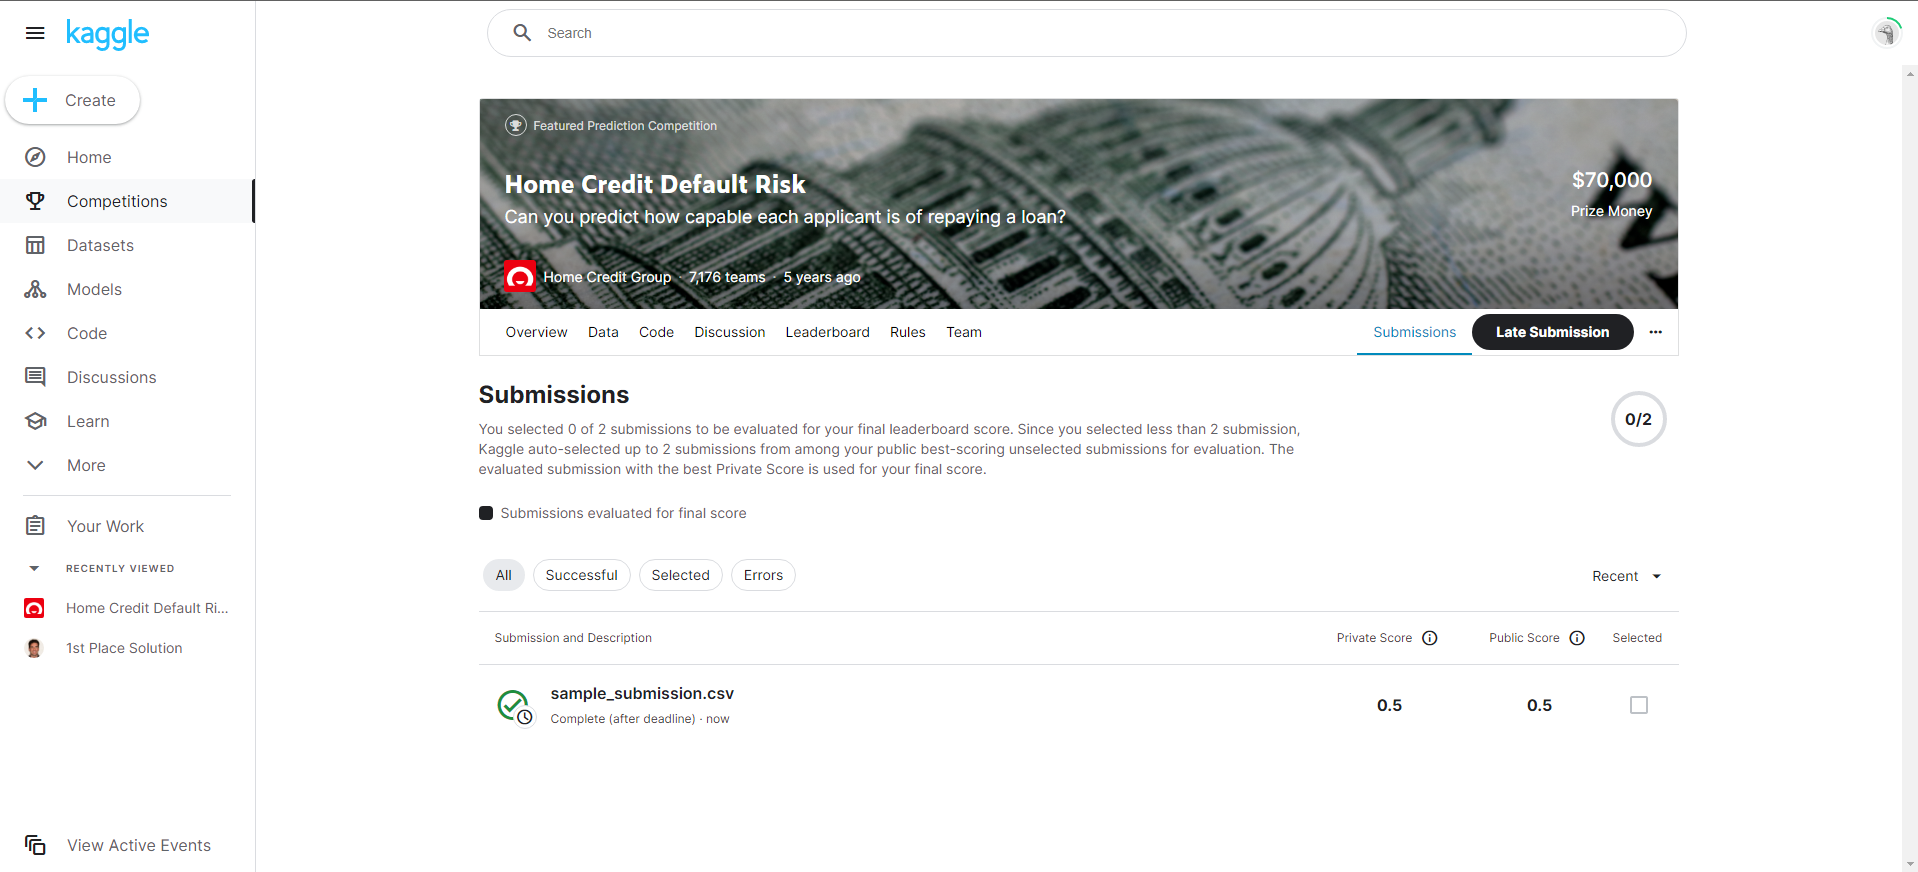 kaggle
Search
Create
Home
Competitions
Datasets
Models
Code
Discussions
Learn
More
Your Work
RECENTLY VIEWED
Home Credit Default Ri...
1st Place Solution
View Active Events
Featured Prediction Competition
Home Credit Default Risk
Can you predict how capable each applicant is of repaying a loan?
$70,000
Prize Money
Home Credit Group · 7,176 teams · 5 years ago
Overview Data Code Discussion Leaderboard Rules Team Submissions Late Submission ...
Submissions
You selected 0 of 2 submissions to be evaluated for your final leaderboard score. Since you selected less than 2 submission,
Kaggle auto-selected up to 2 submissions from among your public best-scoring unselected submissions for evaluation. The
evaluated submission with the best Private Score is used for your final score.
0/2
Submissions evaluated for final score
All Successful Selected Errors Recent
Submission and Description Private Score Public Score Selected
sample_submission.csv 0.5 0.5
Complete (after deadline) · now